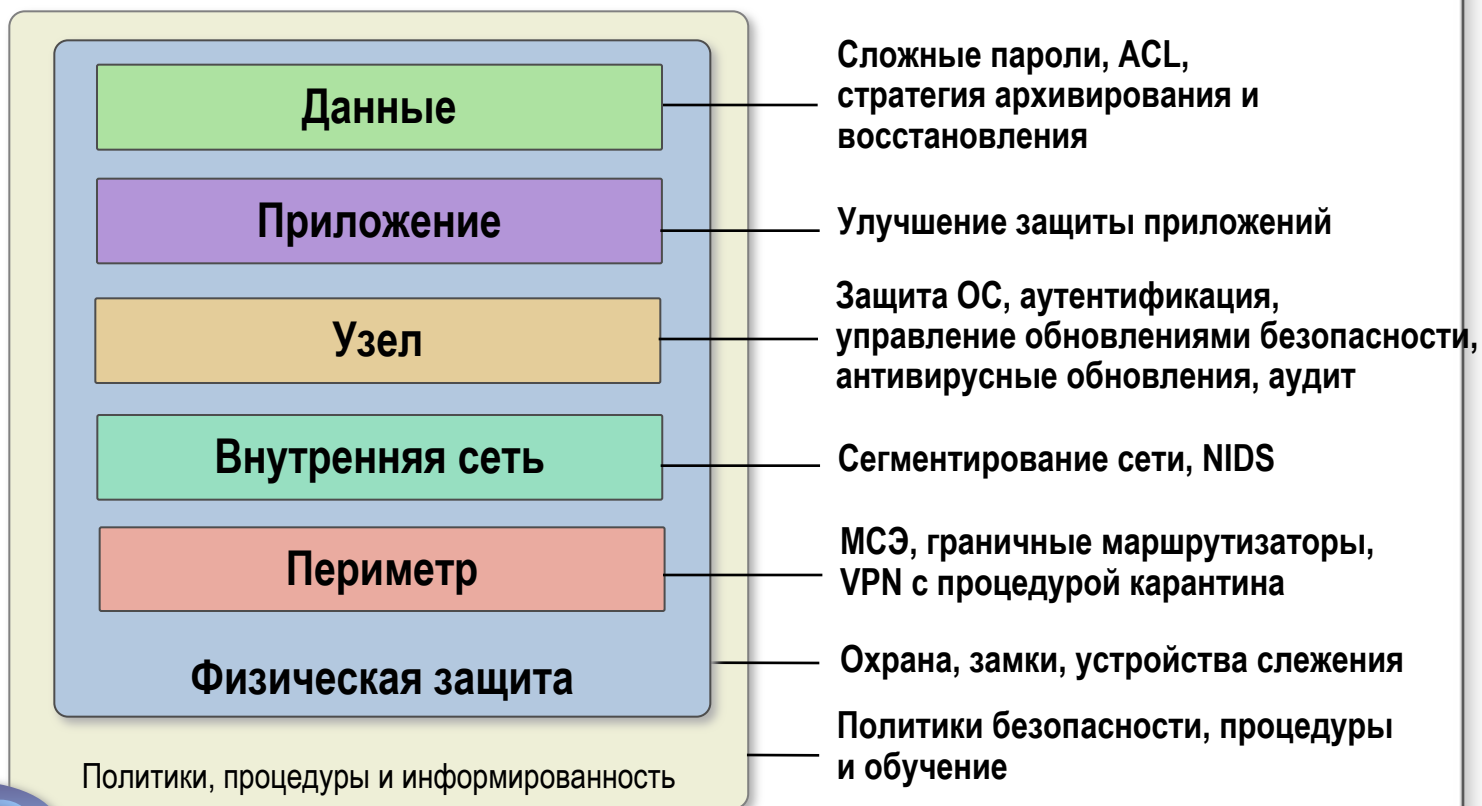 Данные
Сложные пароли, ACL,
стратегия архивирования и
восстановления
Приложение
Улучшение защиты приложений
Узел
Защита ОС, аутентификация,
управление обновлениями безопасности,
антивирусные обновления, аудит
Внутренняя сеть
Сегментирование сети, NIDS
Периметр
МСЭ, граничные маршрутизаторы,
VPN с процедурой карантина
Физическая защита
Охрана, замки, устройства слежения
Политики, процедуры и информированность
Политики безопасности, процедуры
и обучение